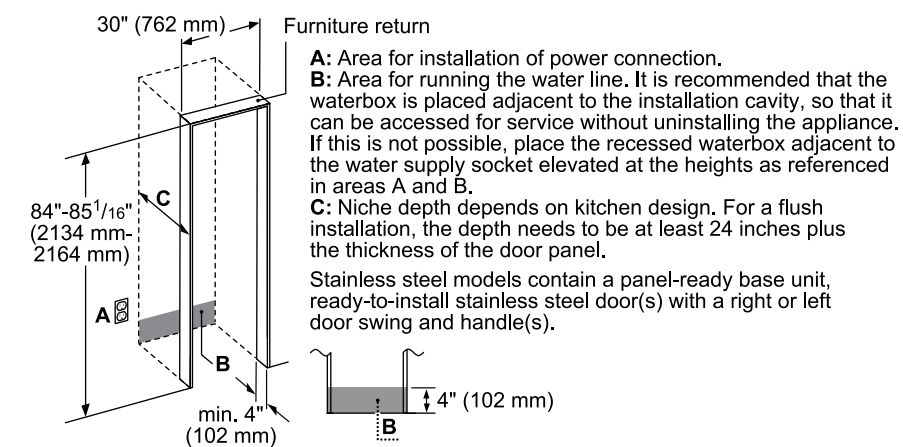 30" (762 mm)
Furniture return
A: Area for installation of power connection.
B: Area for running the water line. It is recommended that the
waterbox is placed adjacent to the installation cavity, so that it
can be accessed for service without uninstalling the appliance.
If this is not possible, place the recessed waterbox adjacent to
the water supply socket elevated at the heights as referenced
in areas A and B.
C: Niche depth depends on kitchen design. For a flush
installation, the depth needs to be at least 24 inches plus
the thickness of the door panel.
Stainless steel models contain a panel-ready base unit,
ready-to-install stainless steel door(s) with a right or left
door swing and handle(s).
C
84"-85 1/16"
(2134 mm-
2164 mm)
A
B
min. 4"
(102 mm)
4" (102 mm)
B